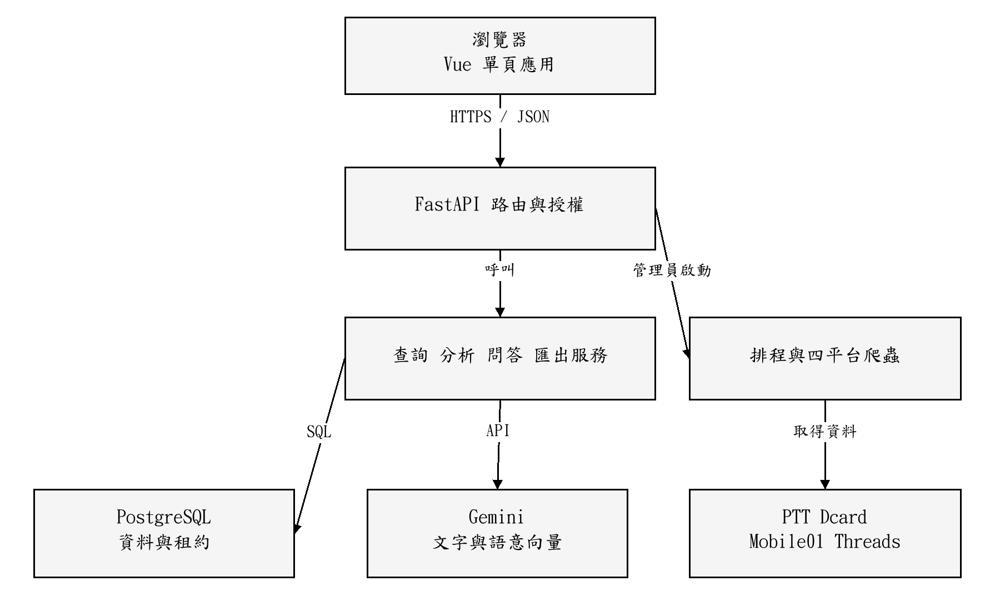 瀏覽器
Vue 單頁應用
HTTPS / JSON
FastAPI 路由與授權
呼叫
管理員啟動
查詢 分析 問答 匯出服務
排程與四平台爬蟲
SQL
API
取得資料
PostgreSQL
資料與租約
Gemini
文字與語意向量
PTT Dcard
Mobile01 Threads